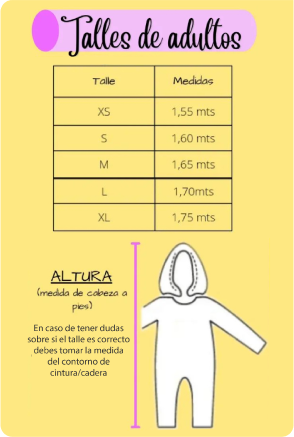 Talles de adultos
Talle Medidas
XS 1,55 mts
S 1,60 mts
M 1,65 mts
L 1,70mts
XL 1,75 mts
ALTURA
(medida de cabeza a
pies)
En caso de tener dudas
sobre si el talle es correcto
debes tomar la medida
del contorno de
cintura/cadera